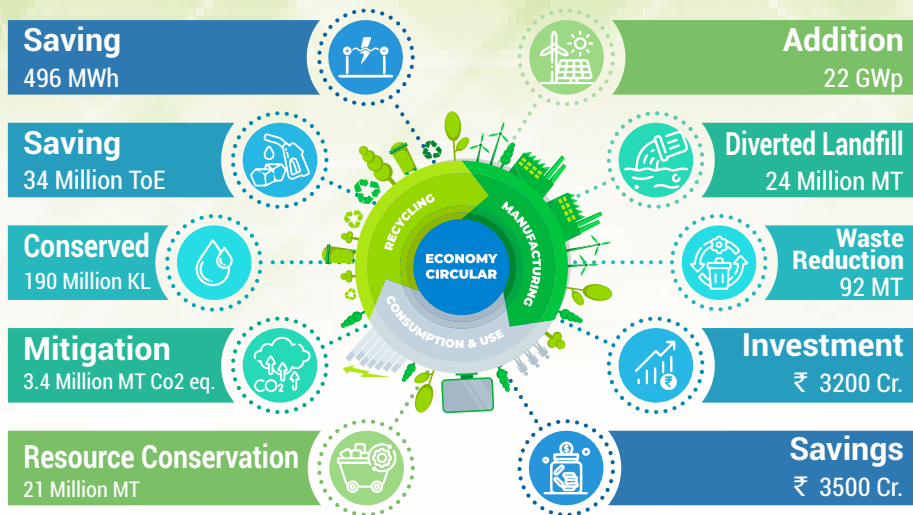 Saving
496 MWh
Saving
34 Million ToE
Conserved
190 Million KL
Mitigation
3.4 Million MT Co2 eq.
CO2
Resource Conservation
21 Million MT
RECYCLING
MANUFACTURING
CONSUMPTION & USE
ECONOMY
CIRCULAR
Addition
22 GWp
Diverted Landfill
24 Million MT
Waste
Reduction
92 MT
Investment
₹ 3200 Cr.
₹
Savings
₹ 3500 Cr.
$